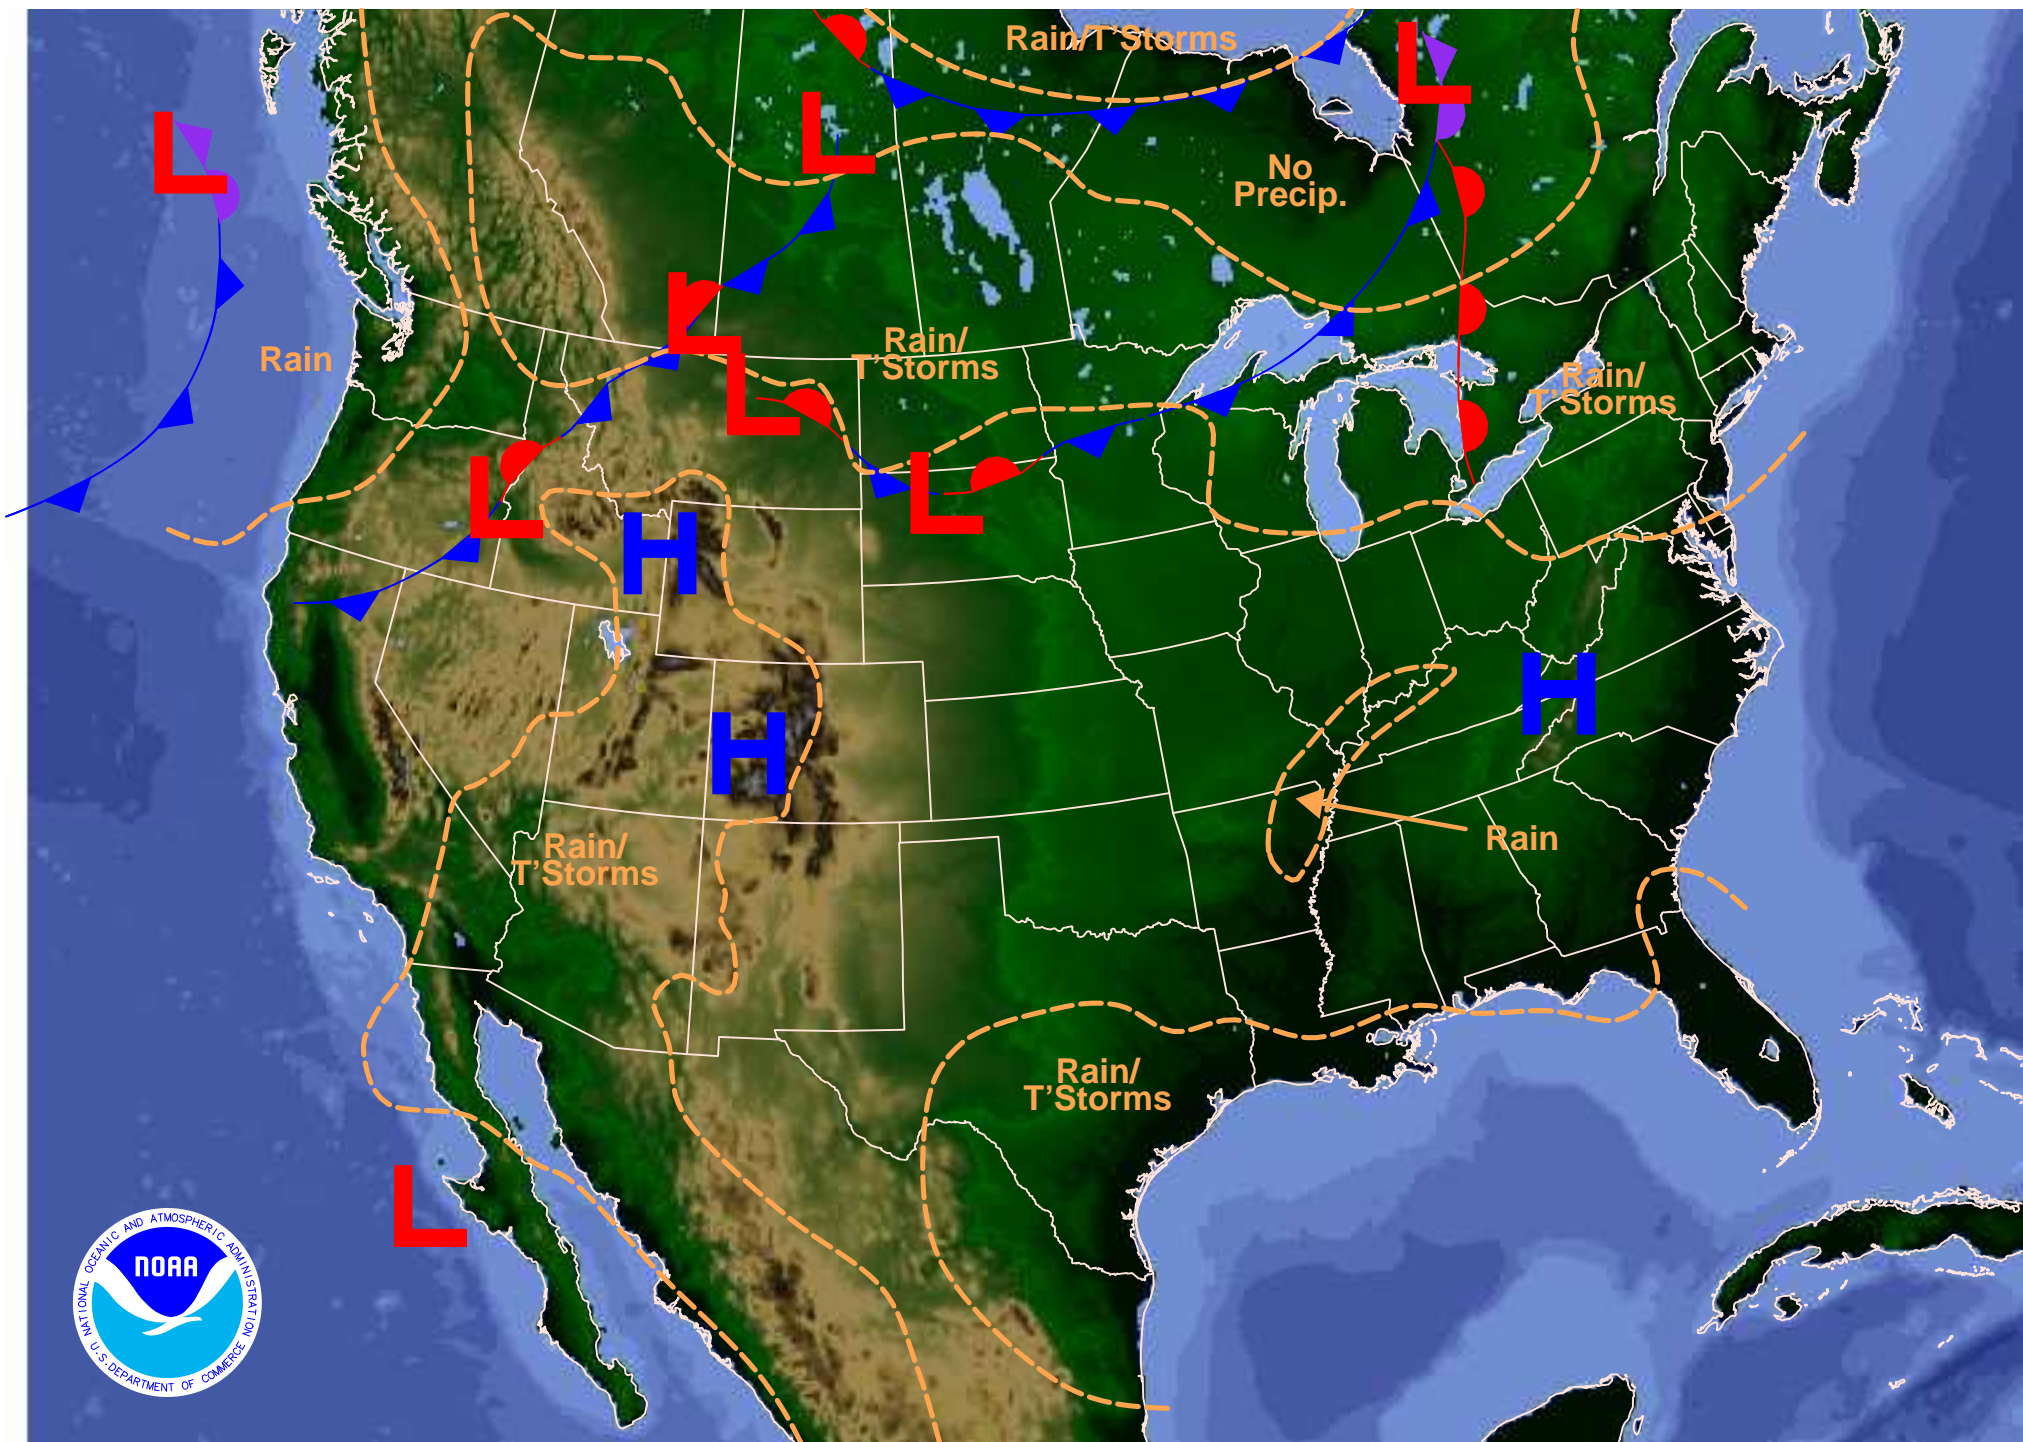 Rain/T'Storms
L
L
L
No
Precip.
L
Rain/
T'Storms
Rain
L
Rain/
T'Storms
L
L
H
H
H
Rain/
T'Storms
Rain
Rain/
T'Storms
L
NATIONAL OCEANIC AND ATMOSPHERIC ADMINISTRATION
NOAA
U.S. DEPARTMENT OF COMMERCE